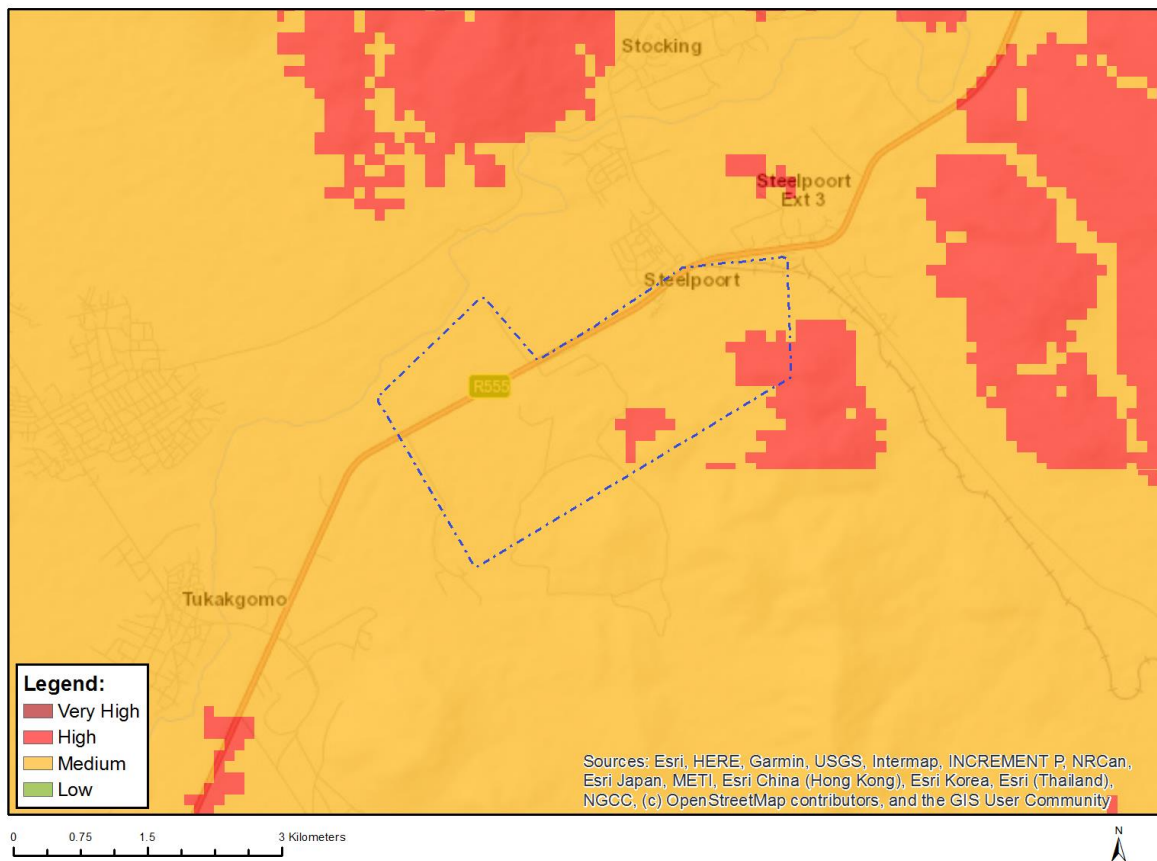 Stocking
Steelpoort
Ext 3
Steelpoort
R555
Tukakgomo
Legend:
Very High
High
Medium
Low
Sources: Esri, HERE, Garmin, USGS, Intermap, INCREMENT P, NRCan,
Esri Japan, METI, Esri China (Hong Kong), Esri Korea, Esri (Thailand),
NGCC, (c) OpenStreetMap contributors, and the GIS User Community
0 0.75 1.5 3 Kilometers
N